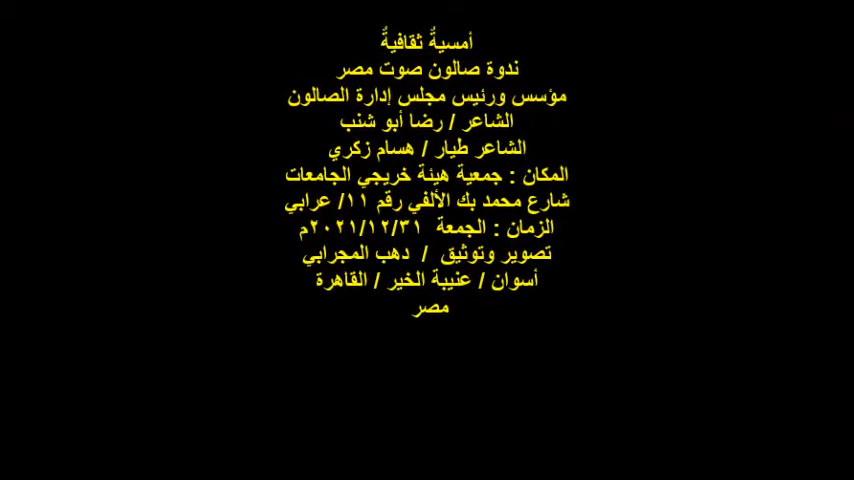 أمسيةٌ ثقافيةٌ
ندوة صالون صوت مصر
مؤسس ورئيس مجلس إدارة الصالون
الشاعر / رضا أبو شنب
الشاعر طيار / هسام زكري
المكان : جمعية هيئة خريجي الجامعات
شارع محمد بك الألفي رقم ١١/ عرابي
الزمان : الجمعة ٢٠٢١/١٢/٣١م
تصوير وتوثيق / دهب المجرابي
أسوان / عنيبة الخير / القاهرة
مصر